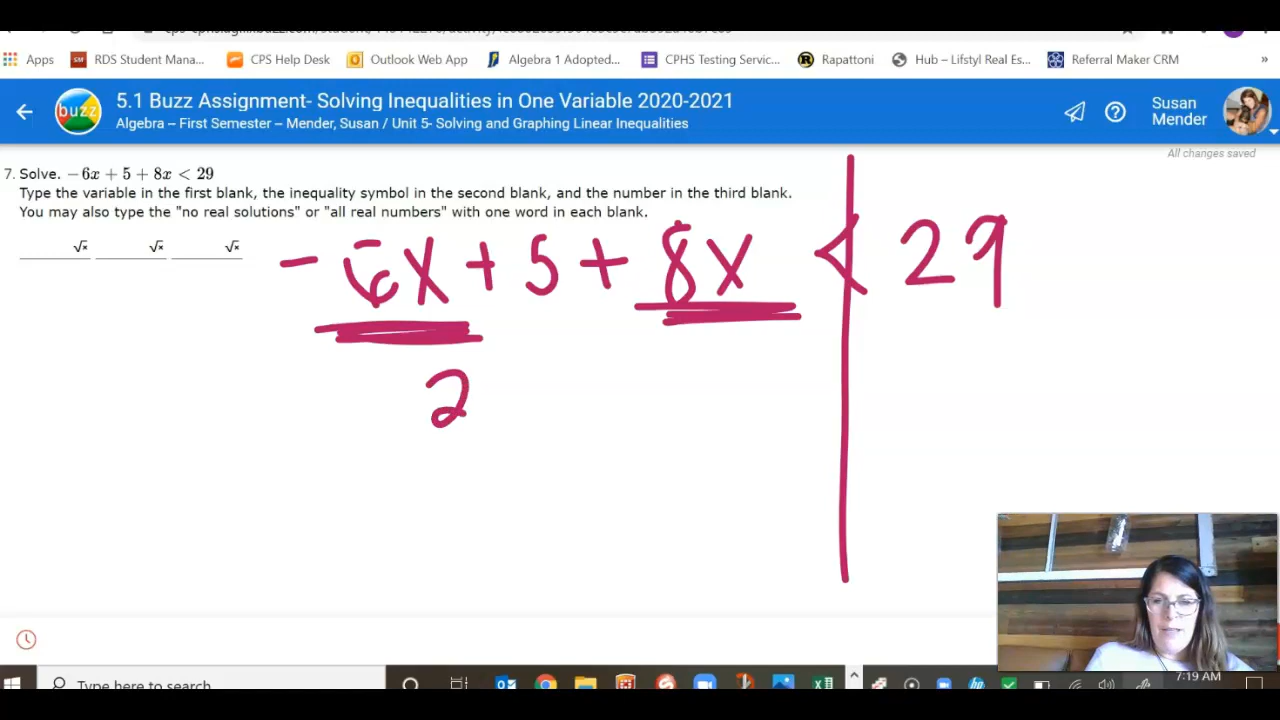 Apps RDS Student Mana... CPS Help Desk Outlook Web App Algebra 1 Adopted... CPHS Testing Servic... Rapattoni Hub – Lifstyl Real Es... Referral Maker CRM »
buzz
5.1 Buzz Assignment- Solving Inequalities in One Variable 2020-2021
Algebra – First Semester – Mender, Susan / Unit 5- Solving and Graphing Linear Inequalities
Susan
Mender
All changes saved
7. Solve. −6x + 5 + 8x < 29
Type the variable in the first blank, the inequality symbol in the second blank, and the number in the third blank.
You may also type the "no real solutions" or "all real numbers" with one word in each blank.
- 6x + 5 + 8x < 29
2
Type here to search
7:19 AM